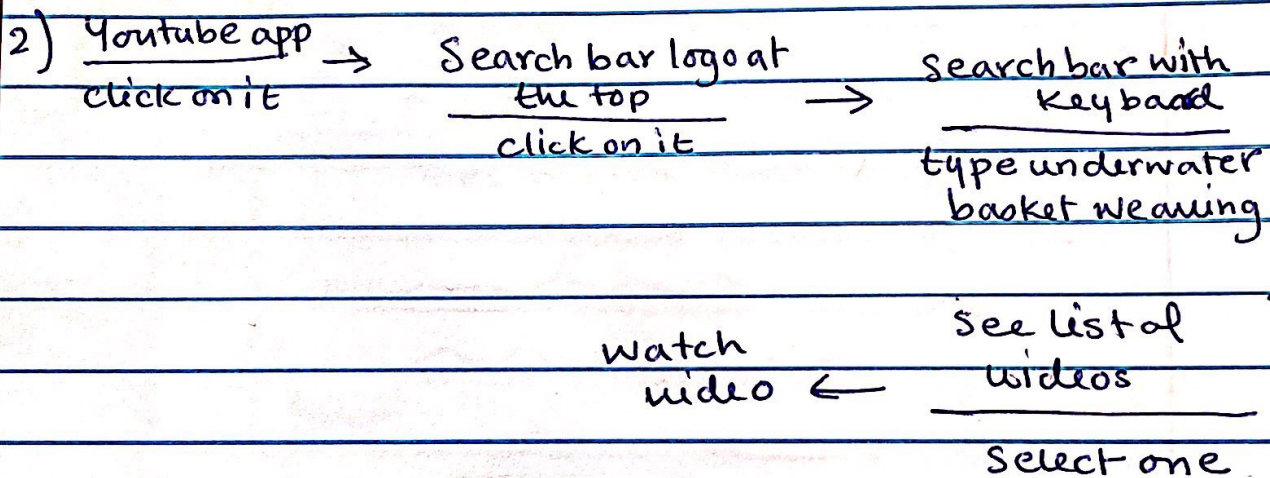 2) Youtube app → Search bar logo at
click on it the top → search bar with
click on it keyboard
type underwater
basket weaving
see list of
watch videos
video ←
select one